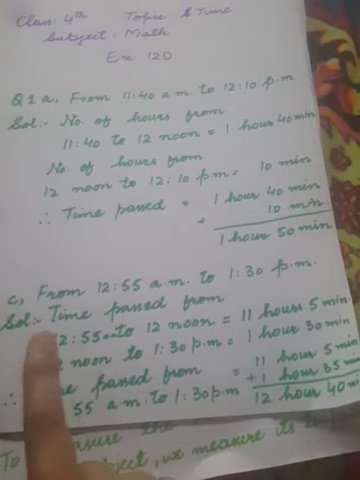 Class: 4th Topic: Time
Subject: Math
Ex 12D
Q1 a, From 11:40 a.m. to 12:10 p.m
Sol:- No. of hours from
11:40 to 12 noon = 1 hour 40 min
No. of hours from
12 noon to 12:10 p.m = 10 min
∴ Time passed = 1 hour 40 min
+ 10 min
1 hour 50 min
c, From 12:55 a.m. to 1:30 p.m.
Sol:- Time passed from
12:55 to 12 noon = 11 hours 5 min
noon to 1:30 p.m = 1 hour 30 min
∴ passed from = 11 hour 5 min
55 a.m. to 1:30 p.m + 1 hour 35 min
12 hour 40 m
To measure the
object, we measure its